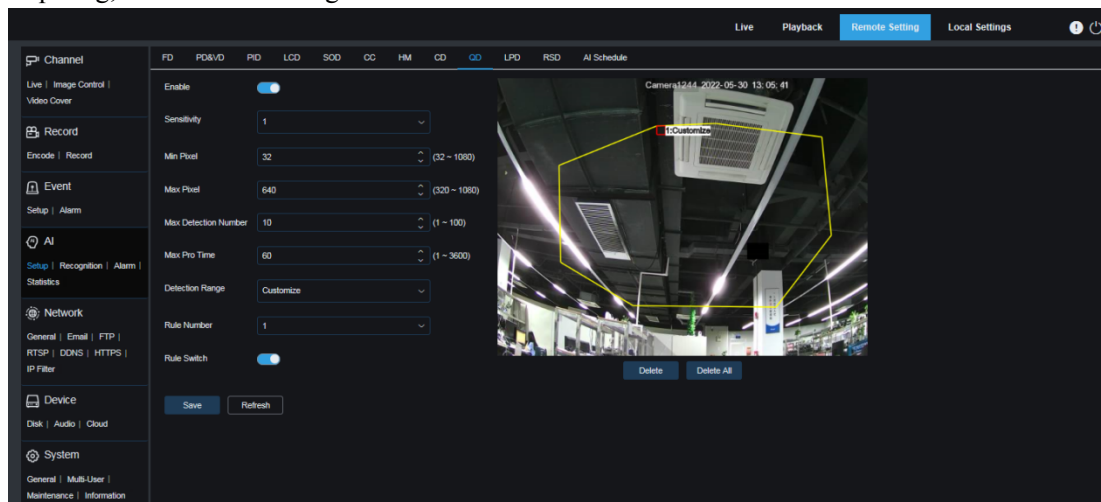 Live Playback Remote Setting Local Settings
Channel
Live | Image Control |
Video Cover
Record
Encode | Record
Event
Setup | Alarm
AI
Setup | Recognition | Alarm |
Statistics
Network
General | Email | FTP |
RTSP | DDNS | HTTPS |
IP Filter
Device
Disk | Audio | Cloud
System
General | Multi-User |
Maintenance | Information
FD PD&VD PID LCD SOD CC HM CD QD LPD RSD AI Schedule
Enable
Sensitivity 1
Min Pixel 32 (32 ~ 1080)
Max Pixel 640 (320 ~ 1080)
Max Detection Number 10 (1 ~ 100)
Max Pro Time 60 (1 ~ 3600)
Detection Range Customize
Rule Number 1
Rule Switch
Save Refresh
Camera1244 2022-05-30 13:05:41
1:Customize
Delete Delete All